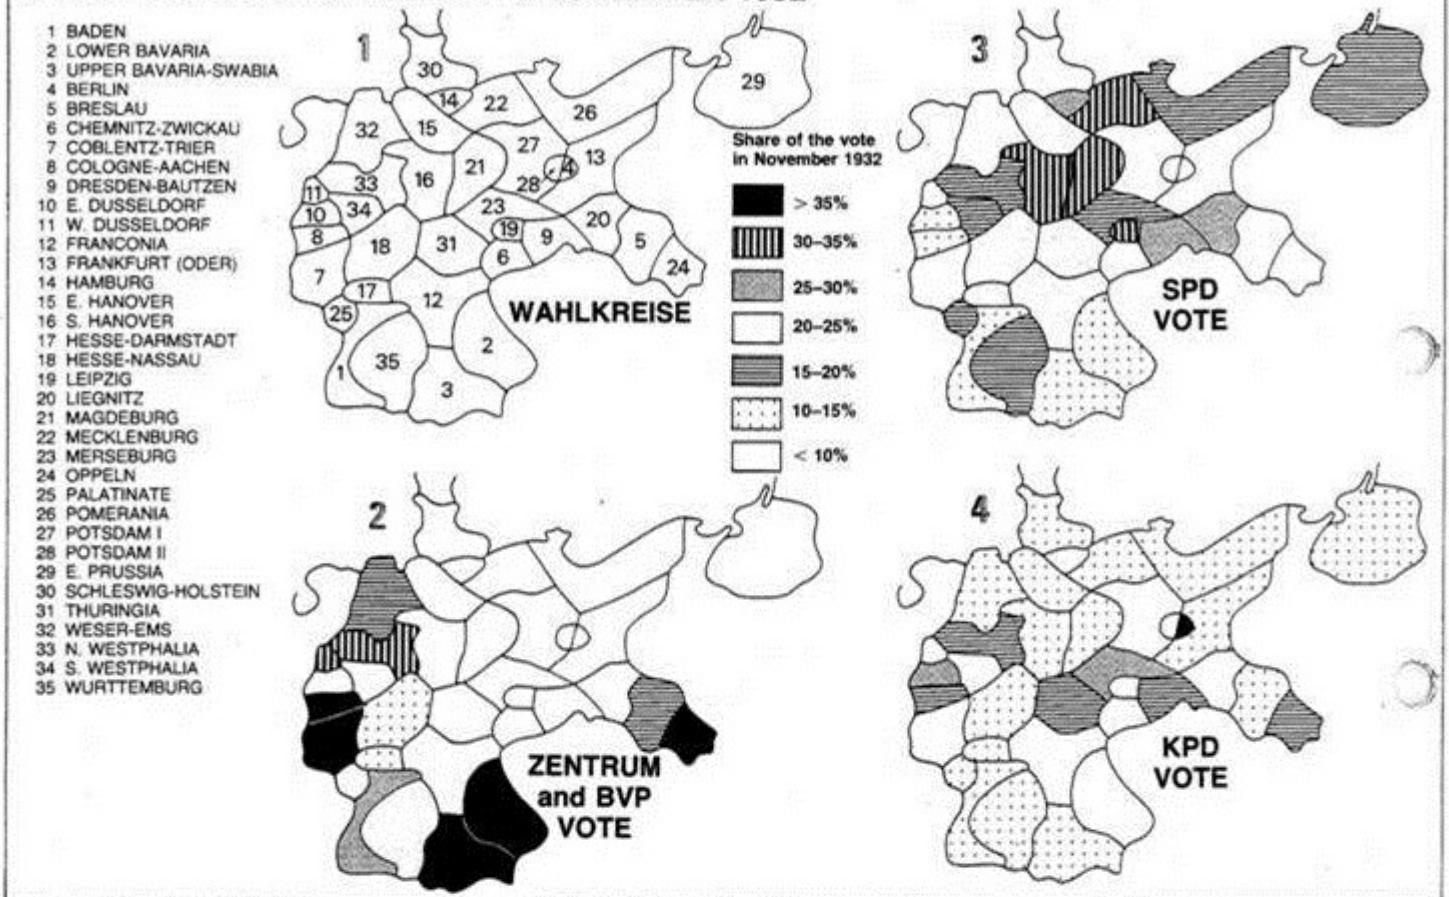 1 BADEN
2 LOWER BAVARIA
3 UPPER BAVARIA-SWABIA
4 BERLIN
5 BRESLAU
6 CHEMNITZ-ZWICKAU
7 COBLENTZ-TRIER
8 COLOGNE-AACHEN
9 DRESDEN-BAUTZEN
10 E. DUSSELDORF
11 W. DUSSELDORF
12 FRANCONIA
13 FRANKFURT (ODER)
14 HAMBURG
15 E. HANOVER
16 S. HANOVER
17 HESSE-DARMSTADT
18 HESSE-NASSAU
19 LEIPZIG
20 LIEGNITZ
21 MAGDEBURG
22 MECKLENBURG
23 MERSEBURG
24 OPPELN
25 PALATINATE
26 POMERANIA
27 POTSDAM I
28 POTSDAM II
29 E. PRUSSIA
30 SCHLESWIG-HOLSTEIN
31 THURINGIA
32 WESER-EMS
33 N. WESTPHALIA
34 S. WESTPHALIA
35 WURTTEMBURG
1
30
29
14
22
26
32
15
27
4
13
21
16
28
33
11
34
10
23
20
8
19
9
5
18
31
6
24
7
17
12
25
2
35
1
3
WAHLKREISE
Share of the vote
in November 1932
> 35%
30–35%
25–30%
20–25%
15–20%
10–15%
< 10%
3
SPD
VOTE
2
ZENTRUM
and BVP
VOTE
4
KPD
VOTE